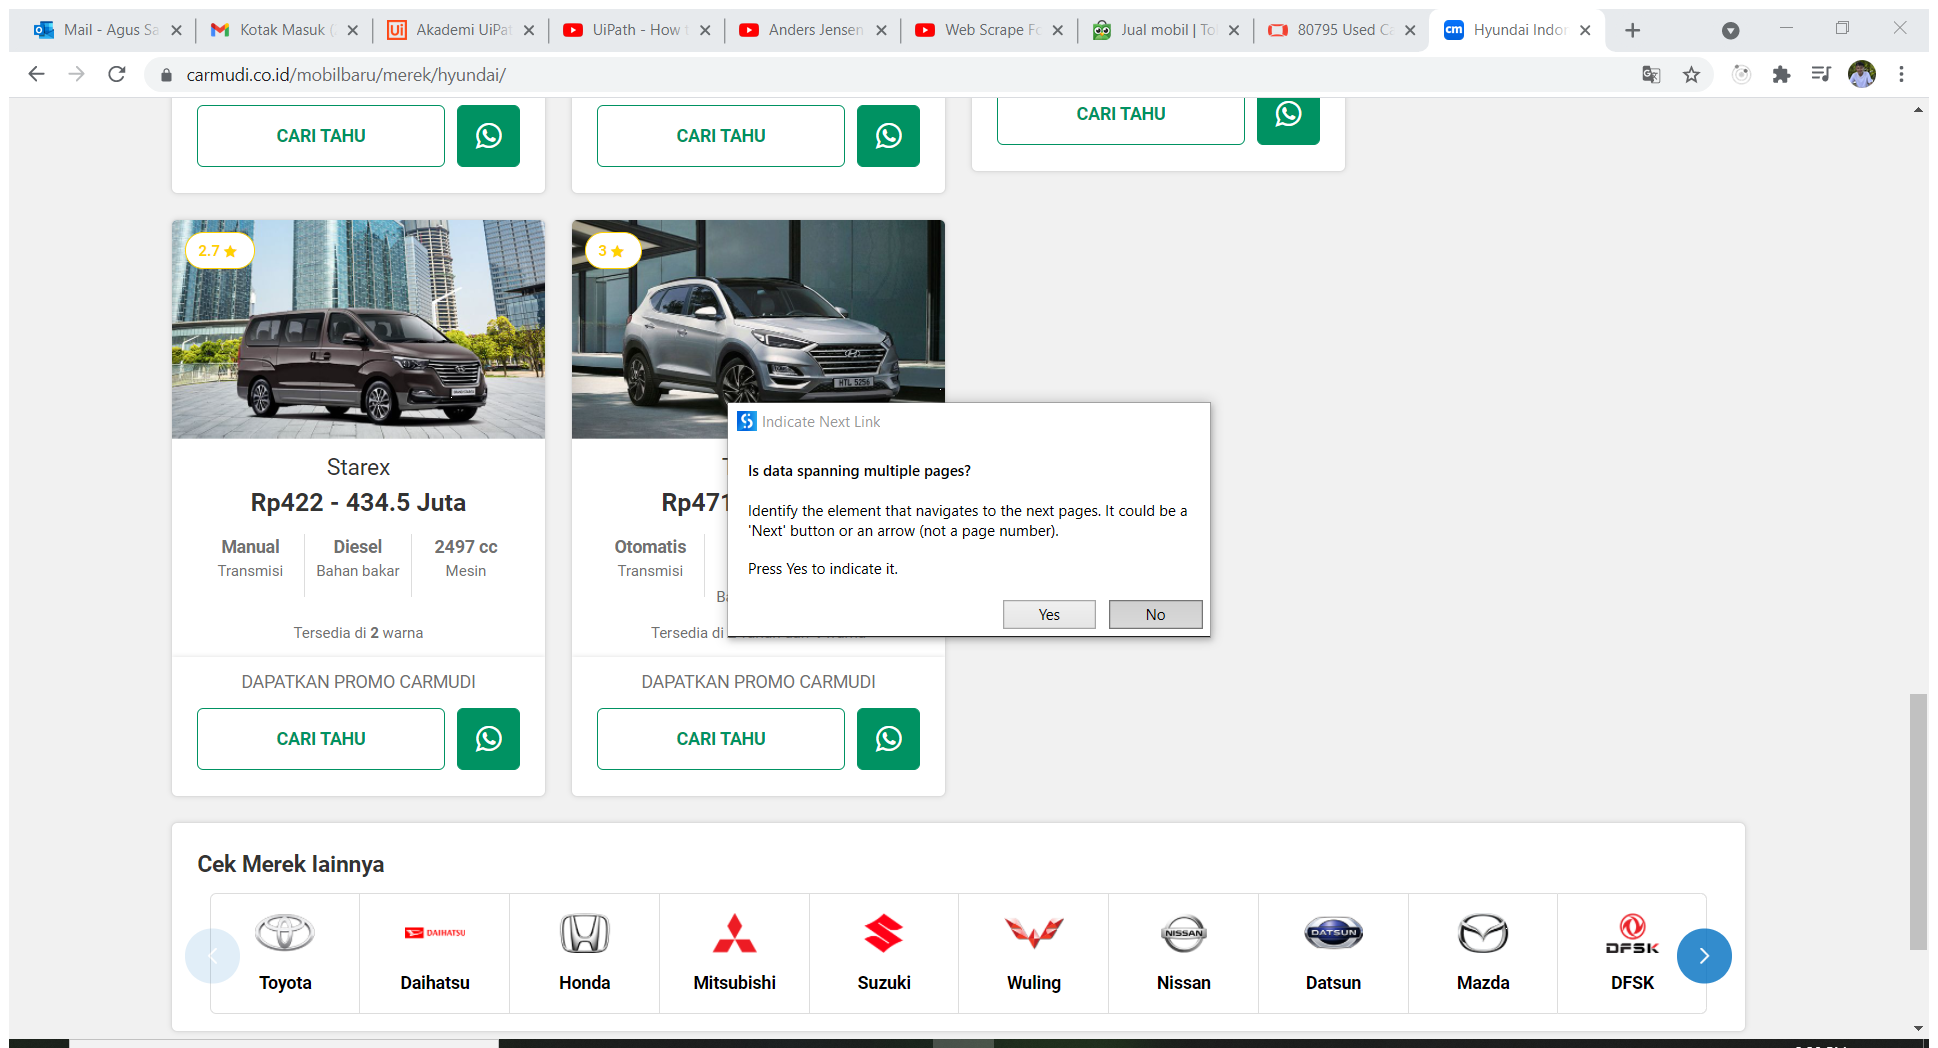 Mail - Agus Sa
Kotak Masuk (
Akademi UiPat
UiPath - How t
Anders Jensen
Web Scrape Fo
Jual mobil | To
80795 Used Ca
cm Hyundai Indon
carmudi.co.id/mobilbaru/merek/hyundai/
CARI TAHU
CARI TAHU
CARI TAHU
2.7
3
HTL 5256
Starex
Rp422 - 434.5 Juta
Rp471
Manual
Transmisi
Diesel
Bahan bakar
2497 cc
Mesin
Otomatis
Transmisi
Tersedia di 2 warna
Tersedia di
Indicate Next Link
Is data spanning multiple pages?
Identify the element that navigates to the next pages. It could be a
'Next' button or an arrow (not a page number).
Press Yes to indicate it.
Yes
No
DAPATKAN PROMO CARMUDI
DAPATKAN PROMO CARMUDI
CARI TAHU
CARI TAHU
Cek Merek lainnya
DAIHATSU
NISSAN
DATSUN
DFSK
Toyota
Daihatsu
Honda
Mitsubishi
Suzuki
Wuling
Nissan
Datsun
Mazda
DFSK